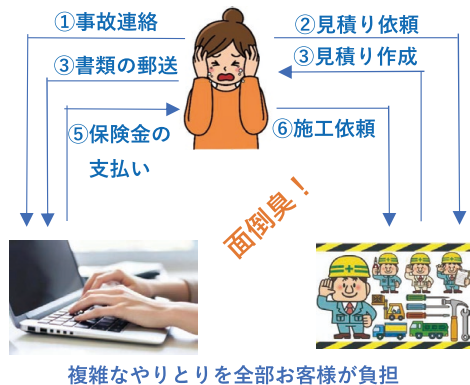 ①事故連絡
②見積り依頼
③書類の郵送
③見積り作成
⑤保険金の
支払い
⑥施工依頼
面倒臭！
複雑なやりとりを全部お客様が負担